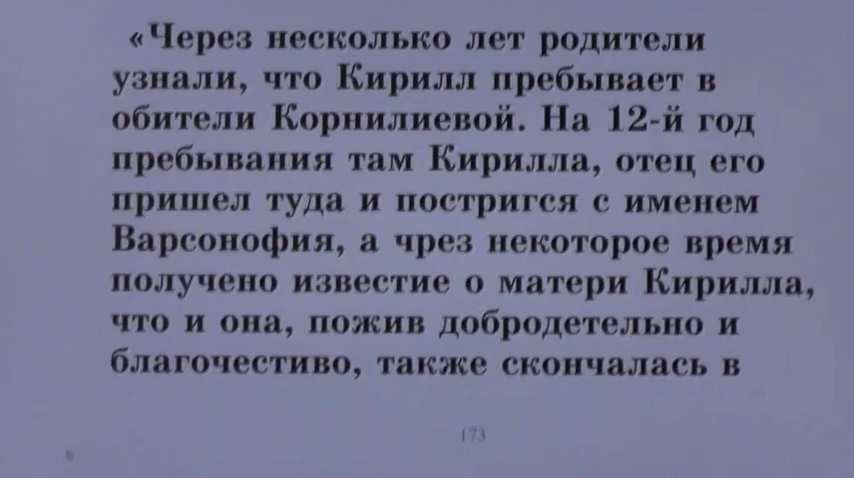 «Через несколько лет родители
узнали, что Кирилл пребывает в
обители Корнилиевой. На 12-й год
пребывания там Кирилла, отец его
пришел туда и постригся с именем
Варсонофия, а чрез некоторое время
получено известие о матери Кирилла,
что и она, пожив добродетельно и
благочестиво, также скончалась в
173